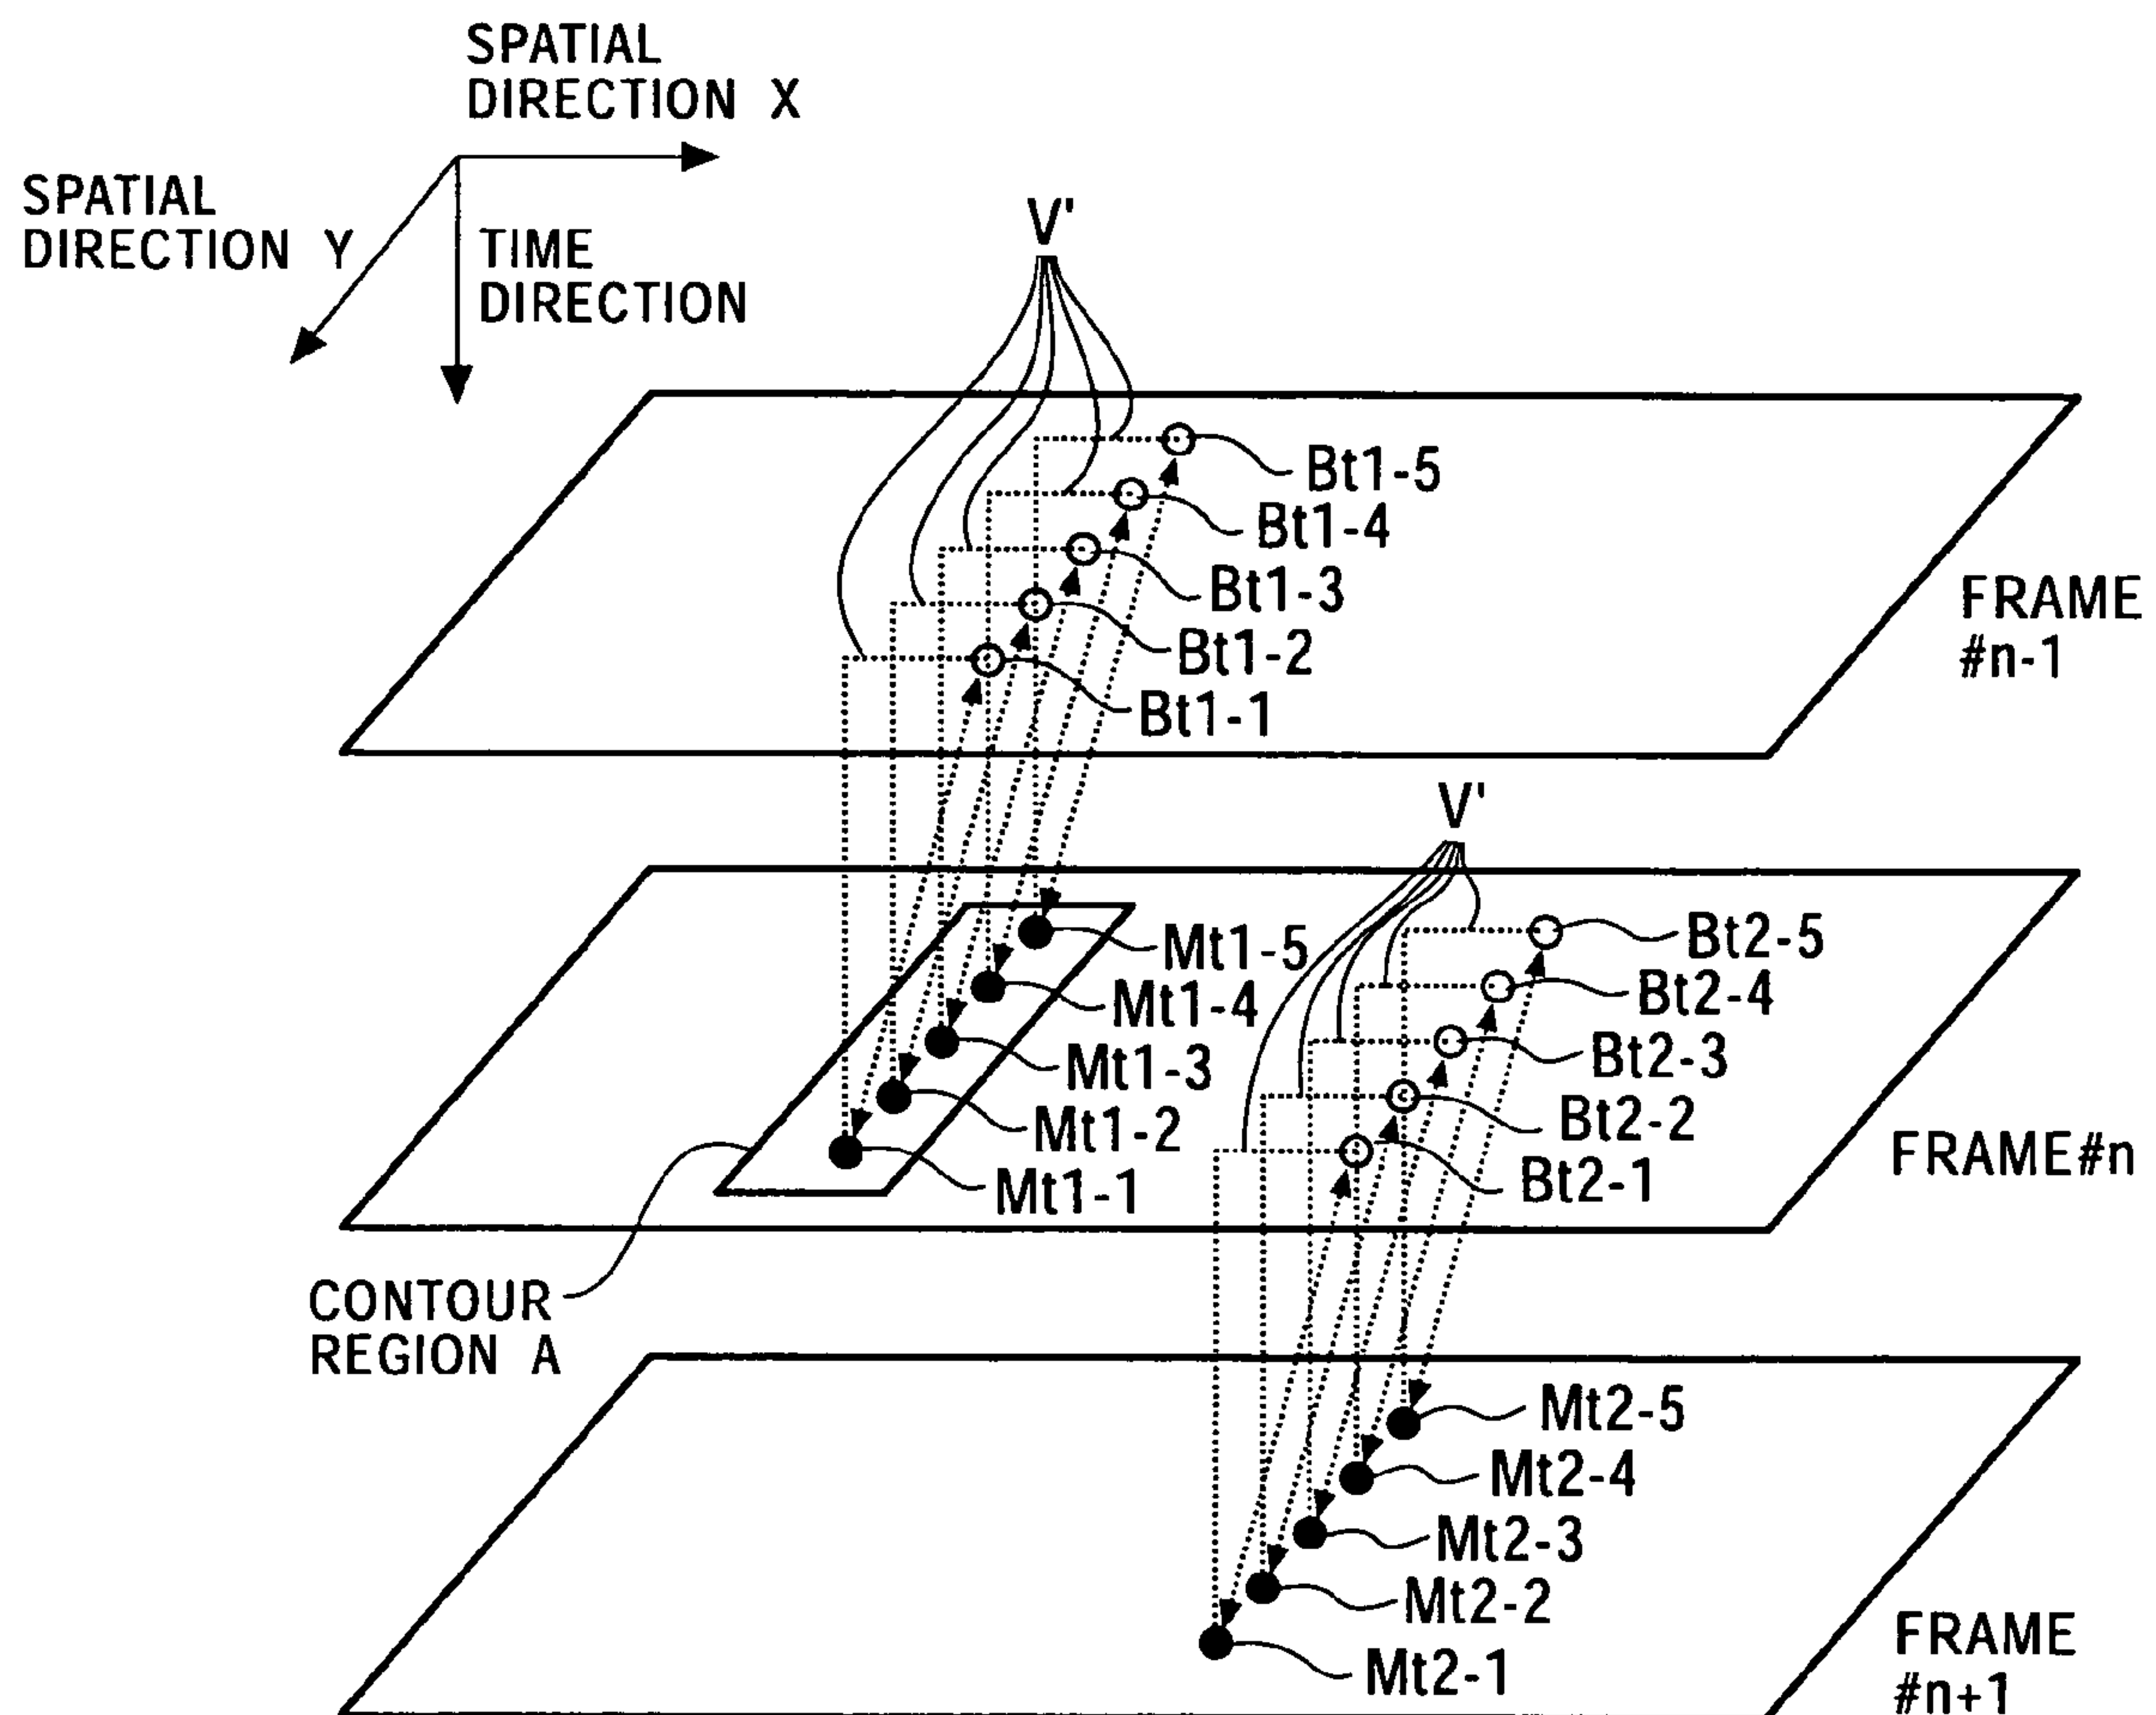 SPATIAL
DIRECTION X
SPATIAL
DIRECTION Y
TIME
DIRECTION
V'
Bt1-5
Bt1-4
Bt1-3
Bt1-2
Bt1-1
FRAME
#n-1
V'
Mt1-5
Mt1-4
Mt1-3
Mt1-2
Mt1-1
Bt2-5
Bt2-4
Bt2-3
Bt2-2
Bt2-1
FRAME#n
CONTOUR
REGION A
Mt2-5
Mt2-4
Mt2-3
Mt2-2
Mt2-1
FRAME
#n+1